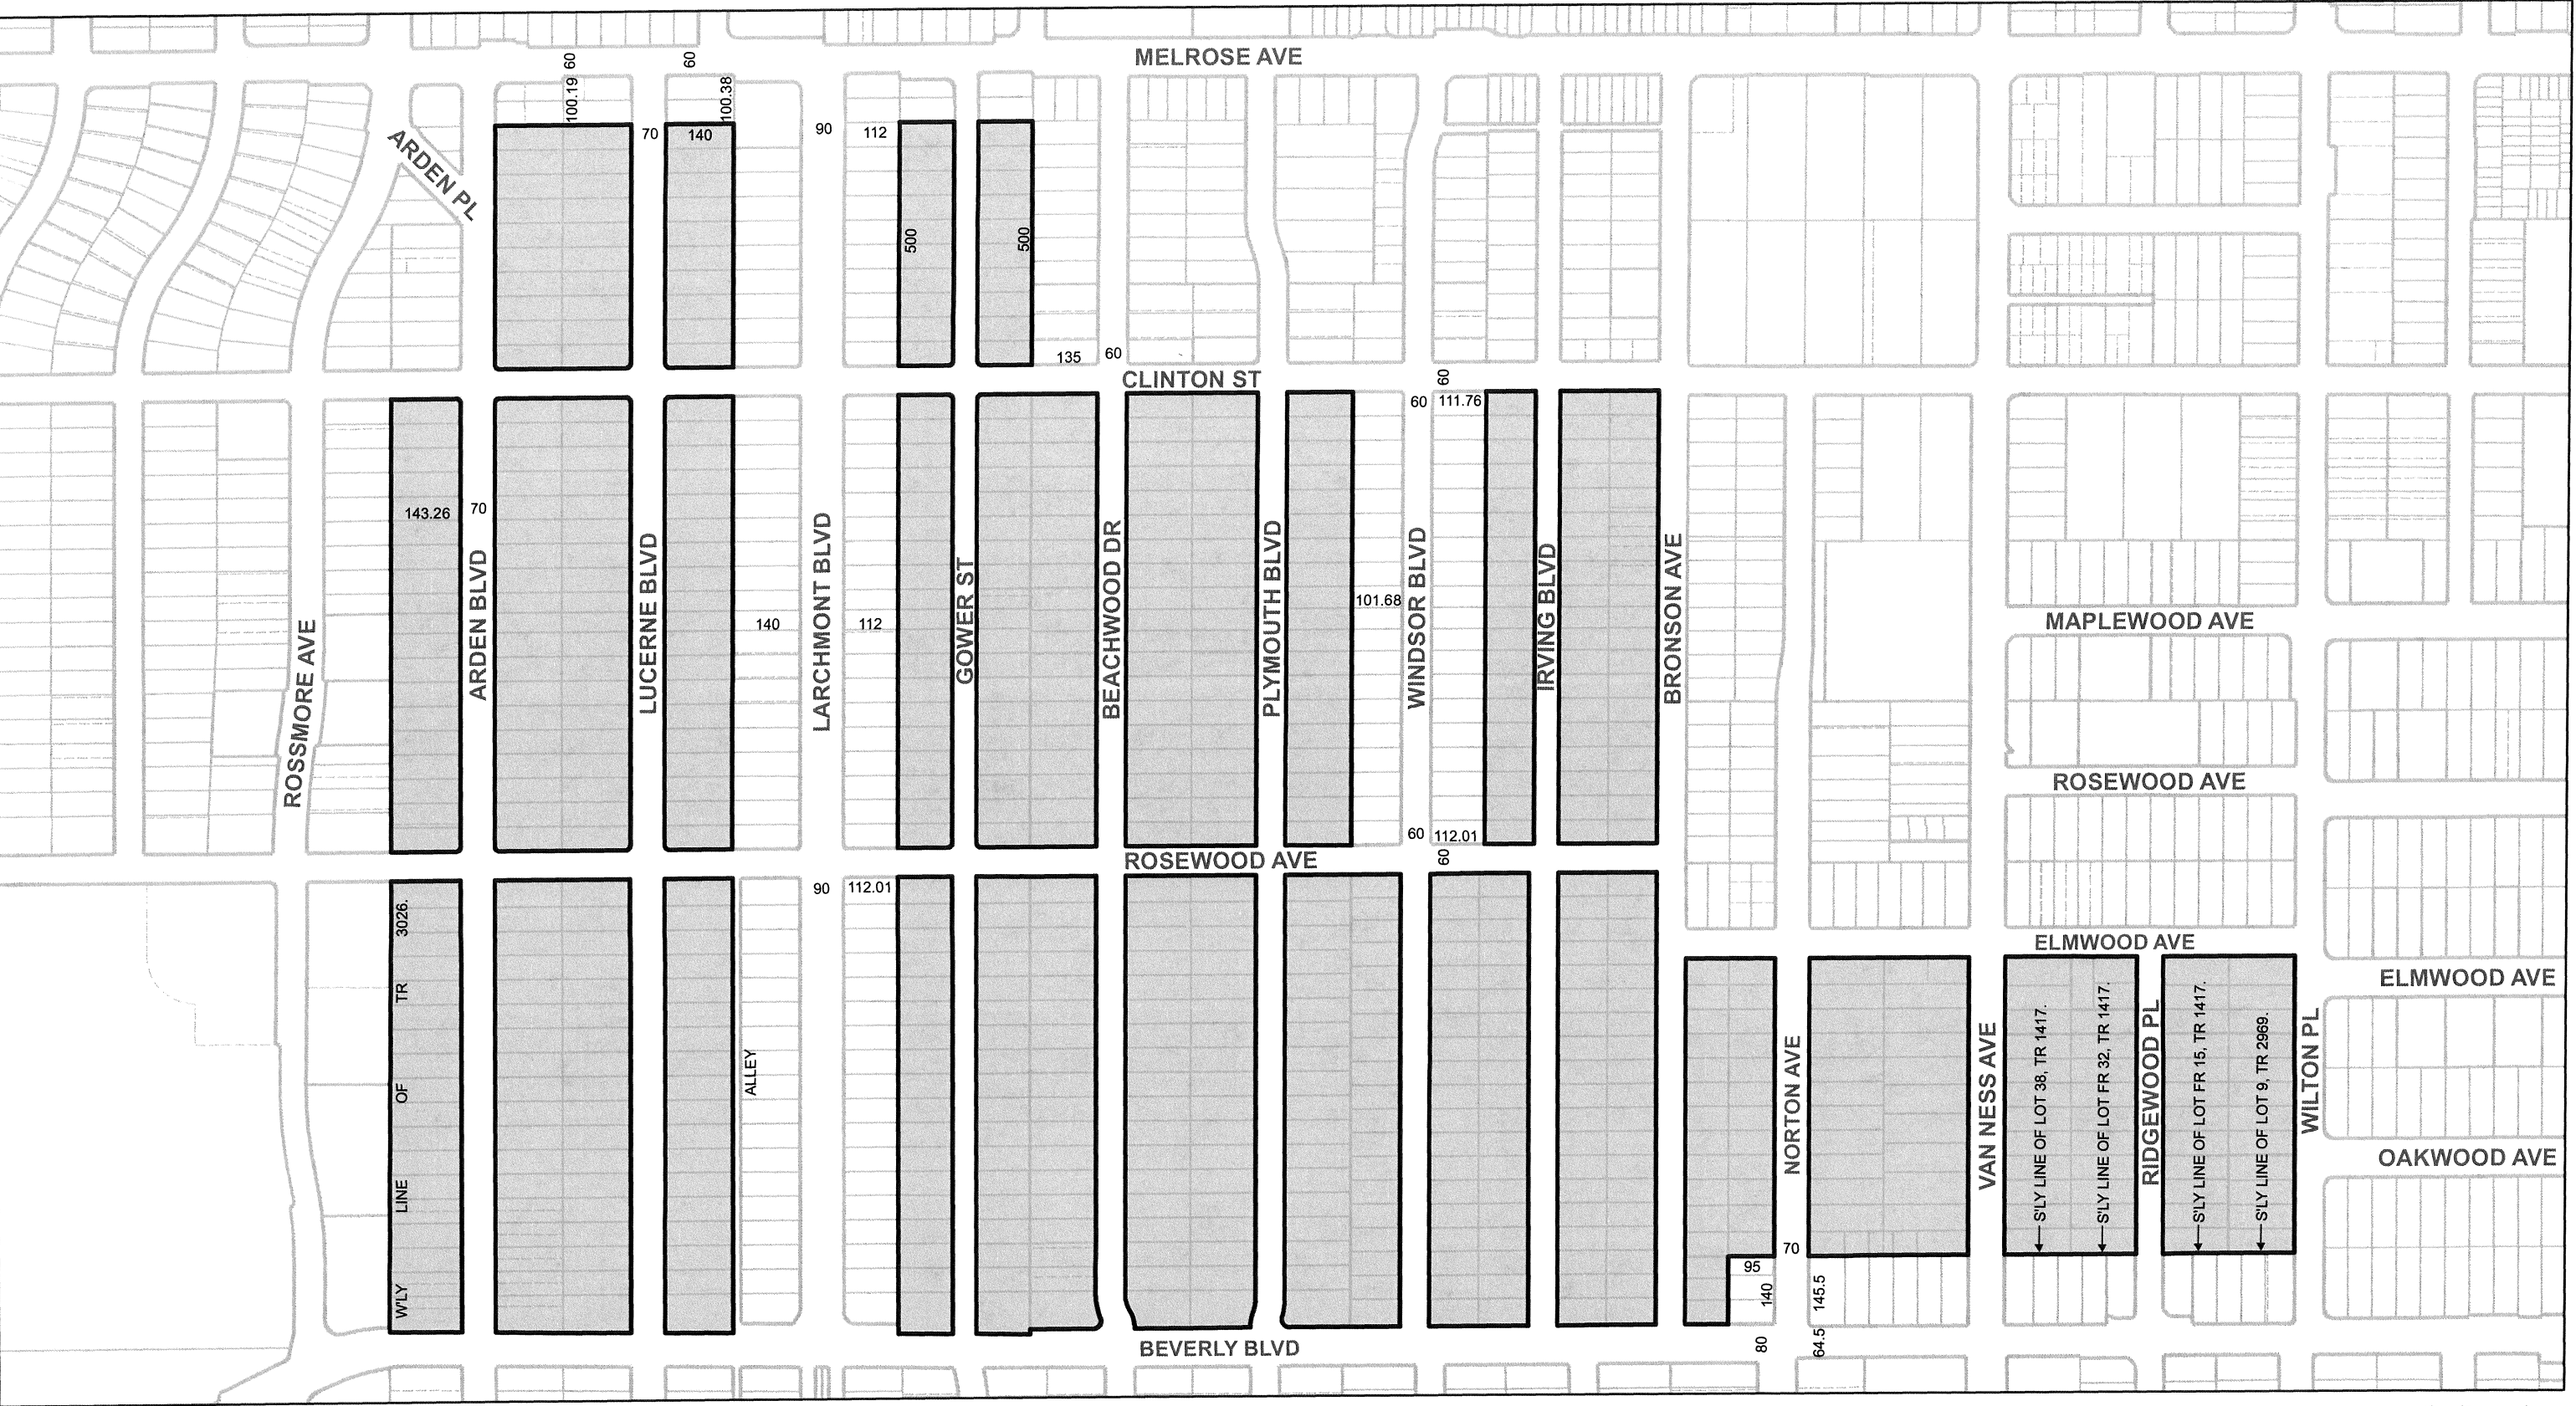 MELROSE AVE
60
60
100.19
100.38
ARDEN PL
70
140
90
112
500
500
135
60
CLINTON ST
60
60
111.76
143.26
70
ROSSMORE AVE
ARDEN BLVD
LUCERNE BLVD
140
LARCHMONT BLVD
112
GOWER ST
BEACHWOOD DR
PLYMOUTH BLVD
101.68
WINDSOR BLVD
IRVING BLVD
BRONSON AVE
MAPLEWOOD AVE
ROSEWOOD AVE
60
112.01
60
ROSEWOOD AVE
90
112.01
ELMWOOD AVE
ELMWOOD AVE
W'LY LINE OF TR 3026.
ALLEY
NORTON AVE
VAN NESS AVE
S'LY LINE OF LOT 38, TR 1417.
S'LY LINE OF LOT FR 32, TR 1417.
RIDGEWOOD PL
S'LY LINE OF LOT FR 15, TR 1417.
S'LY LINE OF LOT 9, TR 2969.
WILTON PL
OAKWOOD AVE
70
95
140
145.5
80
64.5
BEVERLY BLVD